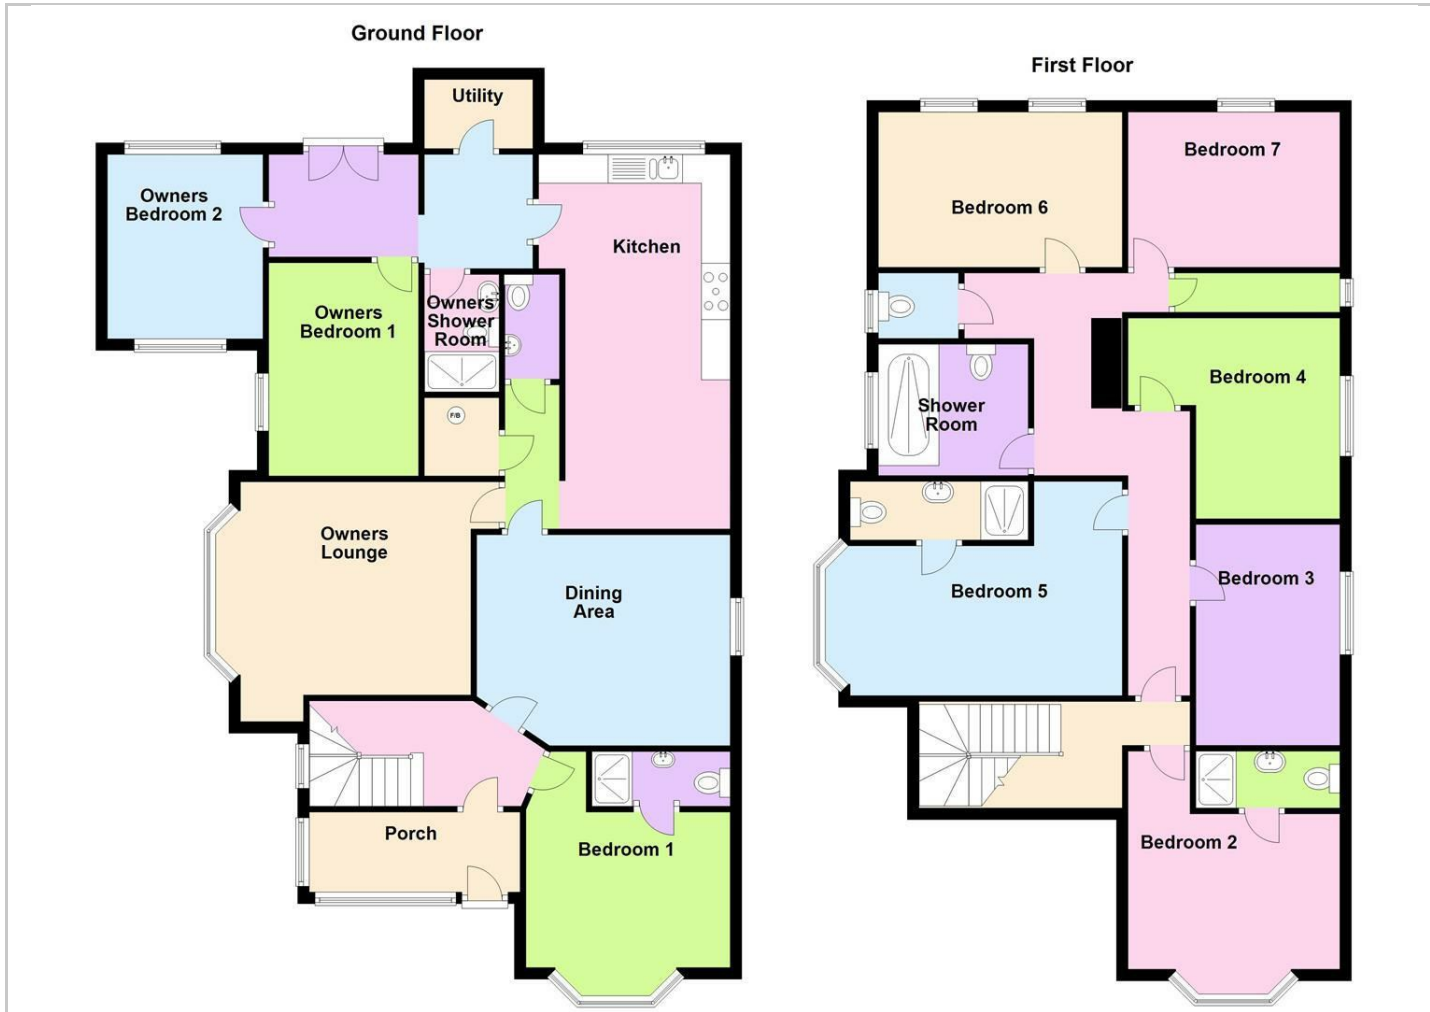 Ground Floor
Utility
Owners
Bedroom 2
Kitchen
Owners
Bedroom 1
Owners
Shower
Room
F/B
Owners
Lounge
Dining
Area
Porch
Bedroom 1
First Floor
Bedroom 7
Bedroom 6
Bedroom 4
Shower
Room
Bedroom 3
Bedroom 5
Bedroom 2